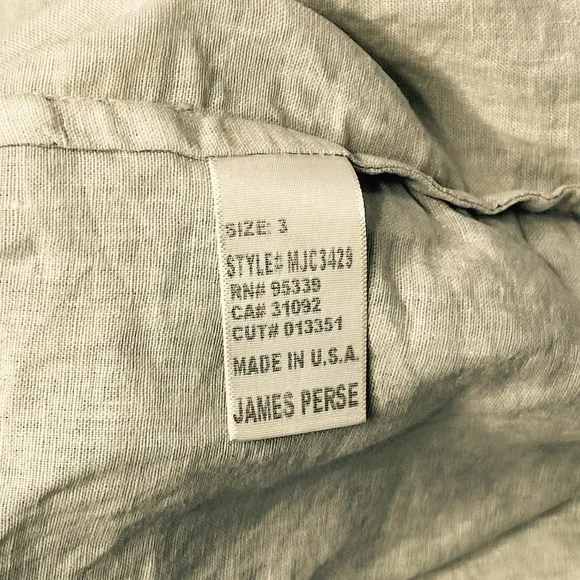 SIZE: 3
STYLE# MJC3429
RN# 95339
CA# 31092
CUT# 013351
MADE IN U.S.A.
JAMES PERSE